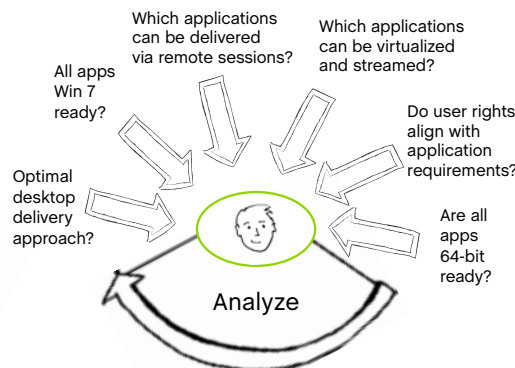 Which applications
can be delivered
via remote sessions?
Which applications
can be virtualized
and streamed?
All apps
Win 7
ready?
Do user rights
align with
application
requirements?
Optimal
desktop
delivery
approach?
Are all
apps
64-bit
ready?
Analyze